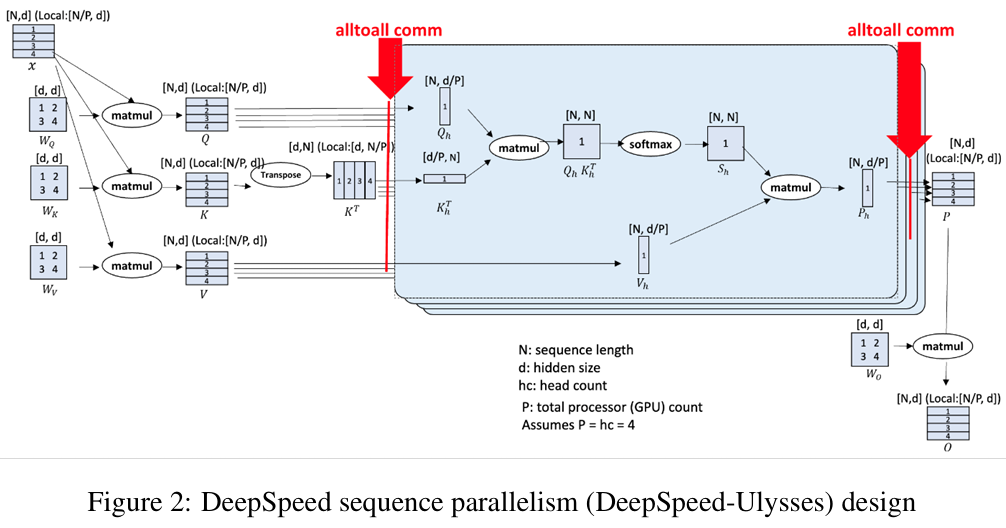 [N,d] (Local:[N/P, d])
1
2
3
4
x
alltoall comm
alltoall comm
[d, d]
1 2
3 4
W_Q
matmul
[N,d] (Local:[N/P, d])
1
2
3
4
Q
[d, d]
1 2
3 4
W_K
matmul
[N,d] (Local:[N/P, d])
1
2
3
4
K
Transpose
[d,N] (Local:[d, N/P])
1 2 3 4
K^T
[d, d]
1 2
3 4
W_V
matmul
[N,d] (Local:[N/P, d])
1
2
3
4
V
[N, d/P]
1
Q_h
[d/P, N]
1
K_h^T
matmul
[N, N]
1
Q_h K_h^T
softmax
[N, N]
1
S_h
matmul
[N, d/P]
1
V_h
[N, d/P]
1
P_h
[N,d]
(Local:[N/P, d])
1
2
3
4
P
[d, d]
1 2
3 4
W_O
matmul
[N,d] (Local:[N/P, d])
1
2
3
4
O
N: sequence length
d: hidden size
hc: head count
P: total processor (GPU) count
Assumes P = hc = 4
Figure 2: DeepSpeed sequence parallelism (DeepSpeed-Ulysses) design